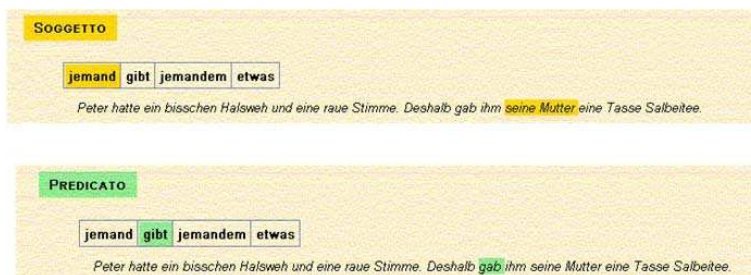 SOGGETTO
jemand gibt jemandem etwas
Peter hatte ein bisschen Halsweh und eine raue Stimme. Deshalb gab ihm seine Mutter eine Tasse Salbeitee.
PREDICATO
jemand gibt jemandem etwas
Peter hatte ein bisschen Halsweh und eine raue Stimme. Deshalb gab ihm seine Mutter eine Tasse Salbeitee.